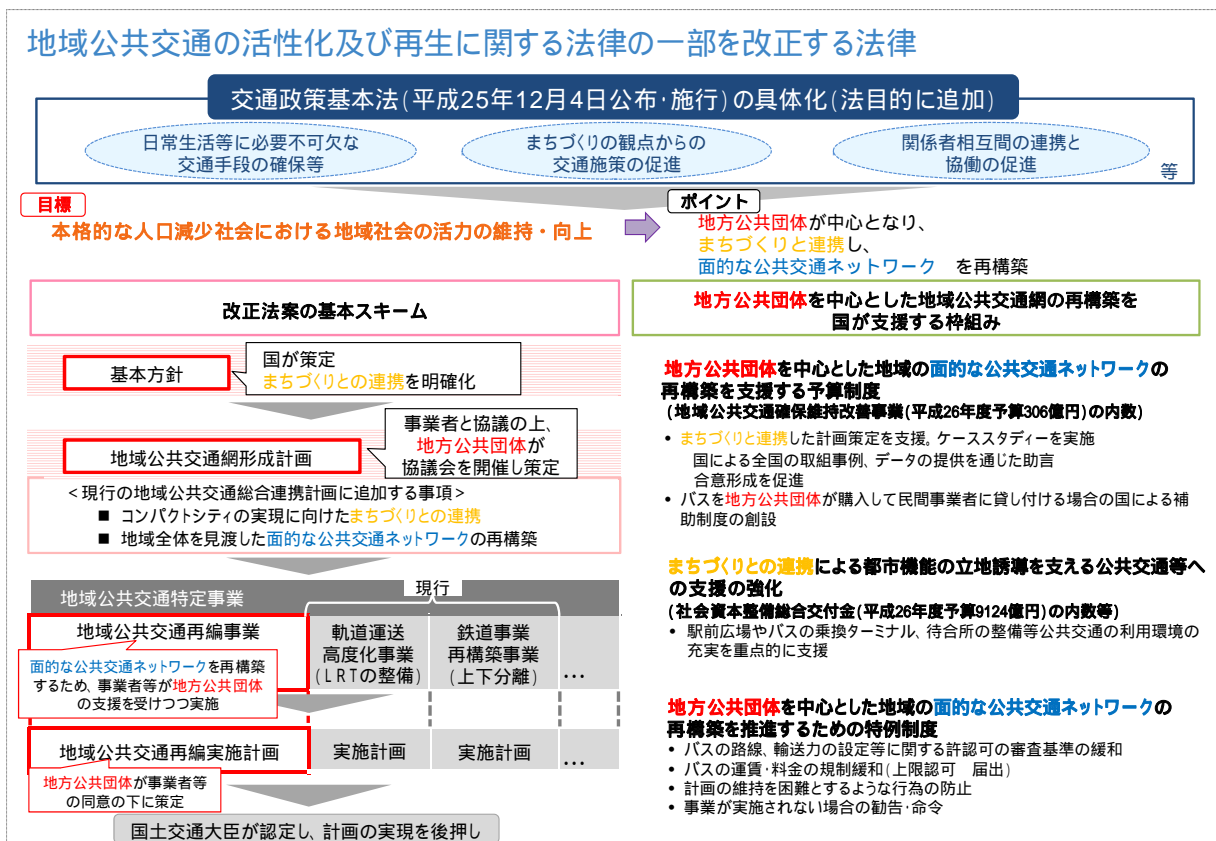 地域公共交通の活性化及び再生に関する法律の一部を改正する法律
交通政策基本法(平成25年12月4日公布･施行)の具体化(法目的に追加)
日常生活等に必要不可欠な
交通手段の確保等
まちづくりの観点からの
交通施策の促進
関係者相互間の連携と
協働の促進
等
目標
本格的な人口減少社会における地域社会の活力の維持・向上
ポイント
地方公共団体が中心となり、
まちづくりと連携し、
面的な公共交通ネットワーク　を再構築
改正法案の基本スキーム
基本方針
国が策定
まちづくりとの連携を明確化
地域公共交通網形成計画
事業者と協議の上、
地方公共団体が
協議会を開催し策定
<現行の地域公共交通総合連携計画に追加する事項>
■ コンパクトシティの実現に向けたまちづくりとの連携
■ 地域全体を見渡した面的な公共交通ネットワークの再構築
地域公共交通特定事業
現行
地域公共交通再編事業
面的な公共交通ネットワークを再構築
するため、事業者等が地方公共団体
の支援を受けつつ実施
軌道運送
高度化事業
(LRTの整備)
鉄道事業
再構築事業
(上下分離)
…
地域公共交通再編実施計画
実施計画
実施計画
…
地方公共団体が事業者等
の同意の下に策定
国土交通大臣が認定し、計画の実現を後押し
地方公共団体を中心とした地域公共交通網の再構築を
国が支援する枠組み
地方公共団体を中心とした地域の面的な公共交通ネットワークの
再構築を支援する予算制度
(地域公共交通確保維持改善事業(平成26年度予算306億円)の内数)
• まちづくりと連携した計画策定を支援。ケーススタディーを実施
国による全国の取組事例、データの提供を通じた助言
合意形成を促進
• バスを地方公共団体が購入して民間事業者に貸し付ける場合の国による補
助制度の創設
まちづくりとの連携による都市機能の立地誘導を支える公共交通等へ
の支援の強化
(社会資本整備総合交付金(平成26年度予算9124億円)の内数等)
• 駅前広場やバスの乗換ターミナル、待合所の整備等公共交通の利用環境の
充実を重点的に支援
地方公共団体を中心とした地域の面的な公共交通ネットワークの
再構築を推進するための特例制度
• バスの路線、輸送力の設定等に関する許認可の審査基準の緩和
• バスの運賃･料金の規制緩和(上限認可　届出)
• 計画の維持を困難とするような行為の防止
• 事業が実施されない場合の勧告･命令